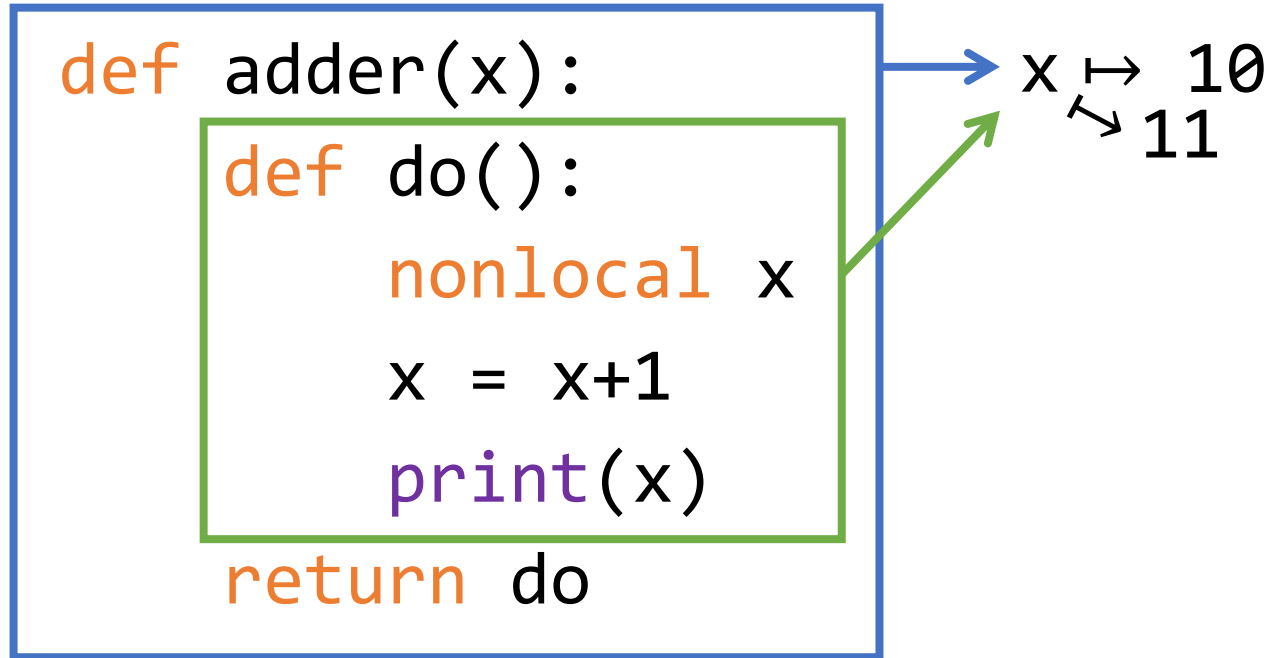 def adder(x):
    def do():
        nonlocal x
        x = x+1
        print(x)
    return do
x ↦ 10
↦ 11